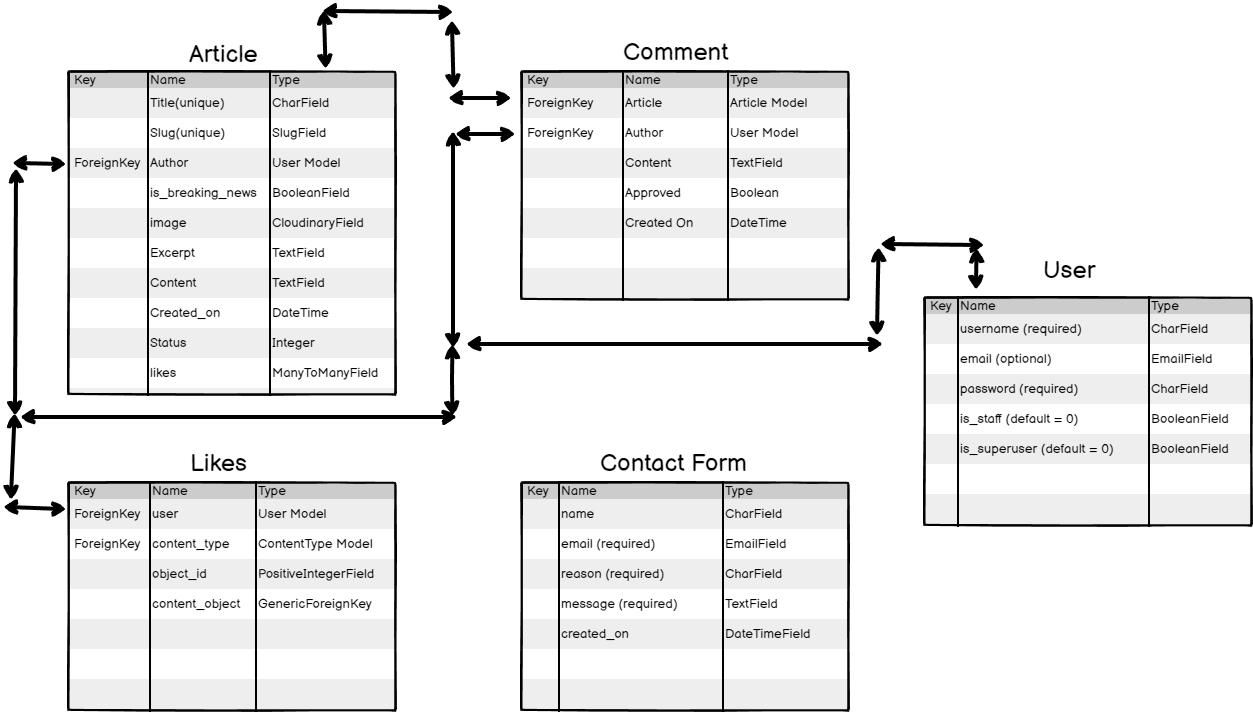 Article
Key Name Type
Title(unique) CharField
Slug(unique) SlugField
ForeignKey Author User Model
is_breaking_news BooleanField
image CloudinaryField
Excerpt TextField
Content TextField
Created_on DateTime
Status Integer
likes ManyToManyField
Comment
Key Name Type
ForeignKey Article Article Model
ForeignKey Author User Model
Content TextField
Approved Boolean
Created On DateTime
User
Key Name Type
username (required) CharField
email (optional) EmailField
password (required) CharField
is_staff (default = 0) BooleanField
is_superuser (default = 0) BooleanField
Likes
Key Name Type
ForeignKey user User Model
ForeignKey content_type ContentType Model
object_id PositiveIntegerField
content_object GenericForeignKey
Contact Form
Key Name Type
name CharField
email (required) EmailField
reason (required) CharField
message (required) TextField
created_on DateTimeField